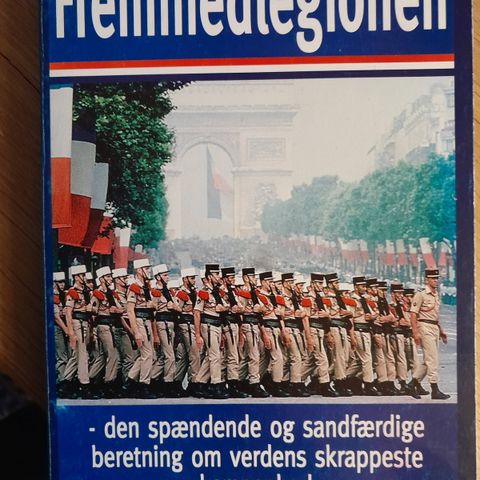 Fremmedlegionen
- den spændende og sandfærdige
beretning om verdens skrappeste